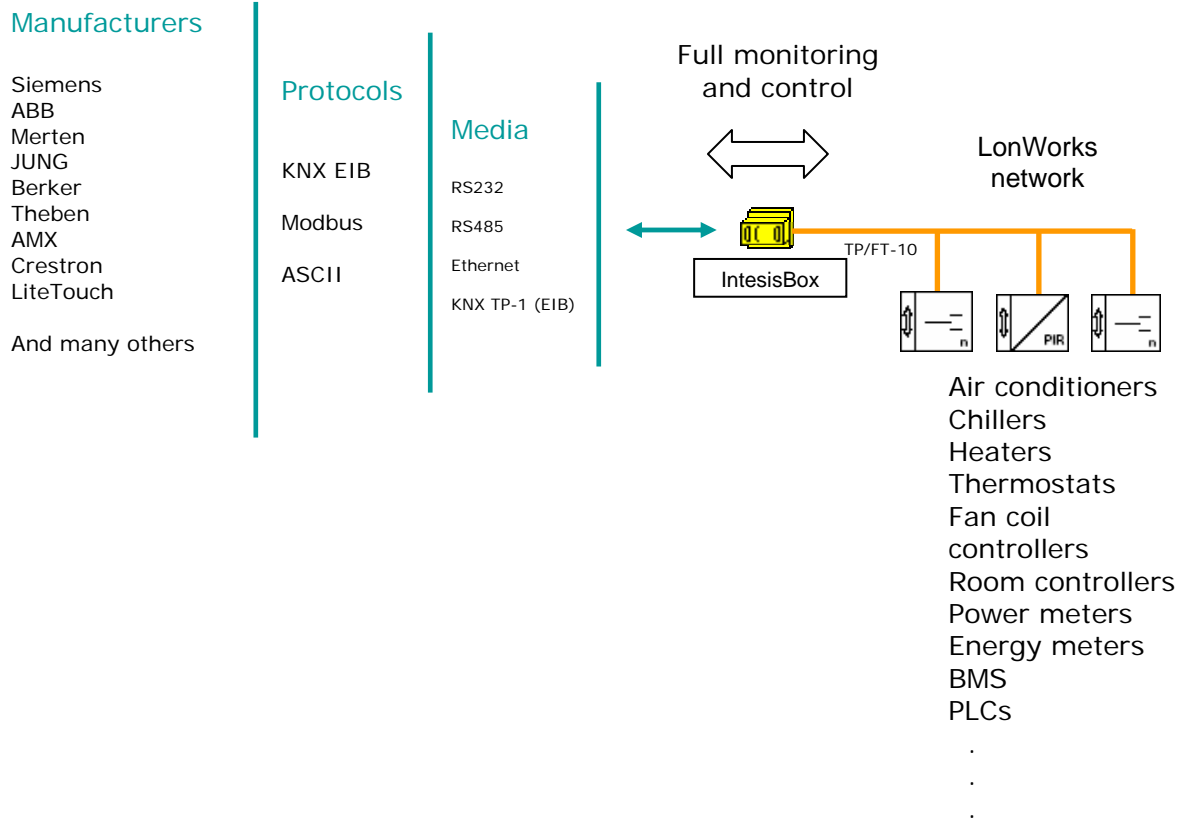 Manufacturers
Siemens
ABB
Merten
JUNG
Berker
Theben
AMX
Crestron
LiteTouch
And many others
Protocols
KNX EIB
Modbus
ASCII
Media
RS232
RS485
Ethernet
KNX TP-1 (EIB)
Full monitoring
and control
IntesisBox
LonWorks
network
TP/FT-10
n
PIR
n
Air conditioners
Chillers
Heaters
Thermostats
Fan coil
controllers
Room controllers
Power meters
Energy meters
BMS
PLCs
.
.
.